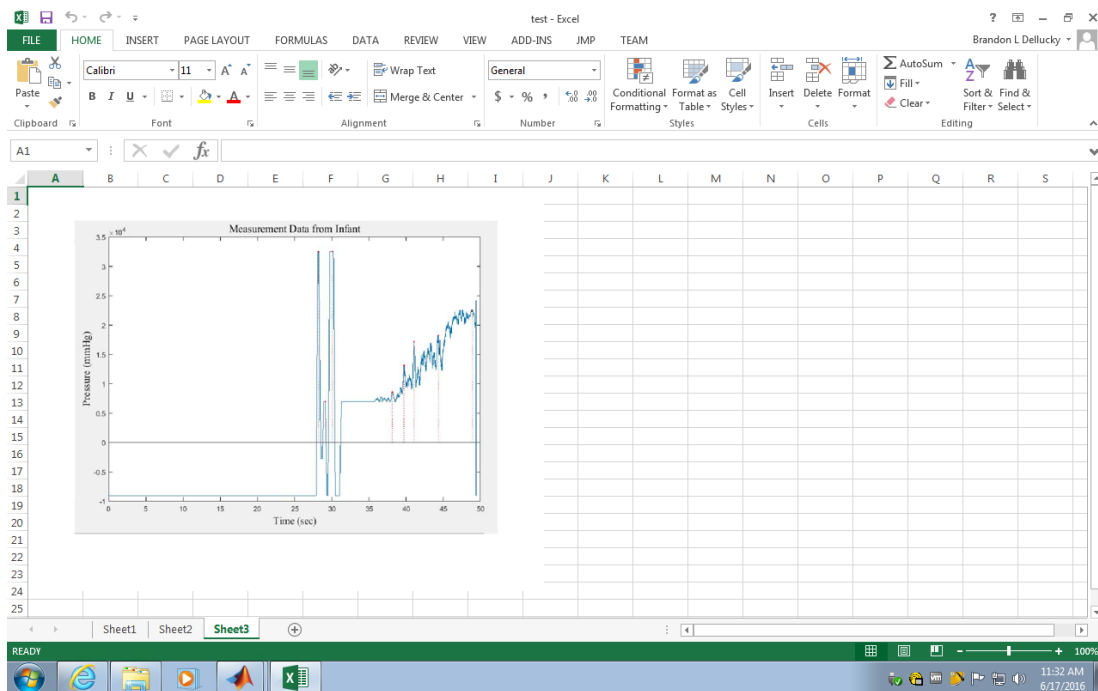 test - Excel
FILE HOME INSERT PAGE LAYOUT FORMULAS DATA REVIEW VIEW ADD-INS JMP TEAM Brandon L Dellucky
Paste
Clipboard
Calibri 11
B I U
Font
Wrap Text
Merge & Center
Alignment
General
$ % ,
Number
Conditional Formatting
Format as Table
Cell Styles
Styles
Insert Delete Format
Cells
AutoSum
Fill
Clear
Sort & Filter
Find & Select
Editing
A1 fx
A B C D E F G H I J K L M N O P Q R S
1
2
3
4
5
6
7
8
9
10
11
12
13
14
15
16
17
18
19
20
21
22
23
24
25
Measurement Data from Infant
× 10⁴
3.5
3
2.5
2
1.5
1
0.5
0
-0.5
-1
Pressure (mmHg)
0 5 10 15 20 25 30 35 40 45 50
Time (sec)
Sheet1 Sheet2 Sheet3
READY 100%
11:32 AM
6/17/2016